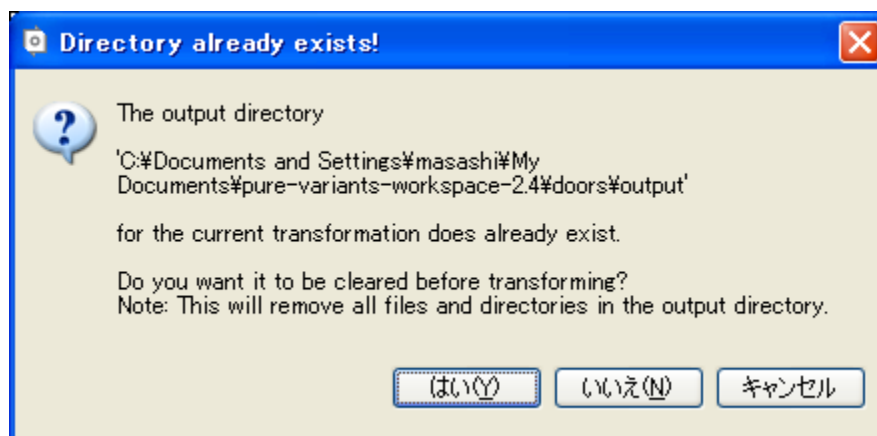 Directory already exists!
The output directory
'C:¥Documents and Settings¥masashi¥My
Documents¥pure-variants-workspace-2.4¥doors¥output'
for the current transformation does already exist.
Do you want it to be cleared before transforming?
Note: This will remove all files and directories in the output directory.
はい(Y) いいえ(N) キャンセル